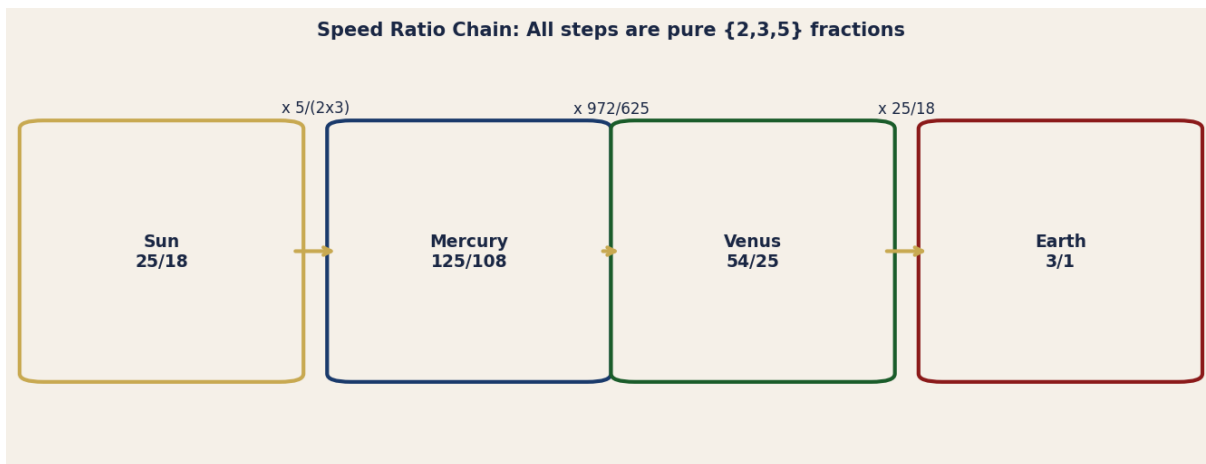 Speed Ratio Chain: All steps are pure {2,3,5} fractions
x 5/(2x3)
x 972/625
x 25/18
Sun
25/18
Mercury
125/108
Venus
54/25
Earth
3/1